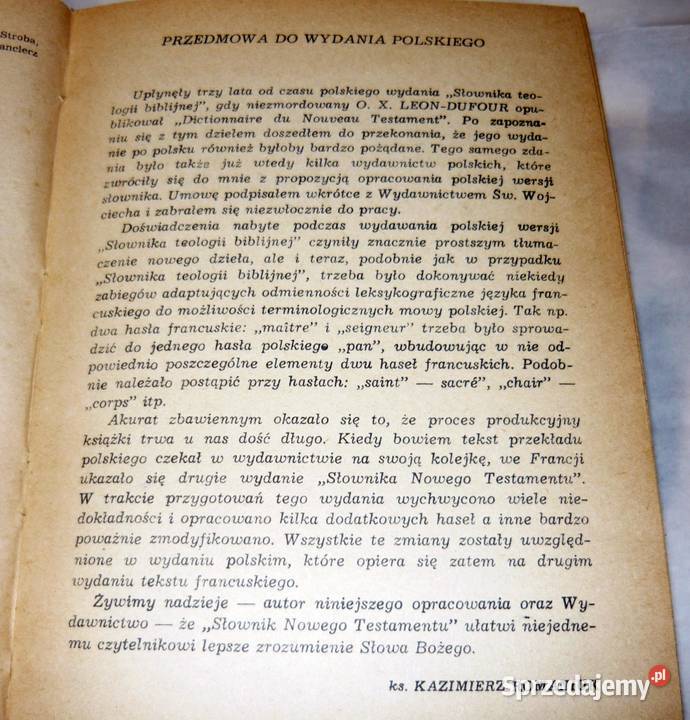 Stroba,
anclerz
PRZEDMOWA DO WYDANIA POLSKIEGO
Upłynęły trzy lata od czasu polskiego wydania „Słownika teo-
logii biblijnej", gdy niezmordowany O. X. LEON-DUFOUR opu-
blikował „Dictionnaire du Nouveau Testament". Po zapozna-
niu się z tym dziełem doszedłem do przekonania, że jego wyda-
nie po polsku również byłoby bardzo pożądane. Tego samego zda-
nia było także już wtedy kilka wydawnictw polskich, które
zwróciły się do mnie z propozycją opracowania polskiej wersji
słownika. Umowę podpisałem wkrótce z Wydawnictwem Św. Woj-
ciecha i zabrałem się niezwłocznie do pracy.
Doświadczenia nabyte podczas wydawania polskiej wersji
„Słownika teologii biblijnej" czyniły znacznie prostszym tłuma-
czenie nowego dzieła, ale i teraz, podobnie jak w przypadku
„Słownika teologii biblijnej", trzeba było dokonywać niekiedy
zabiegów adaptujących odmienności leksykograficzne języka fran-
cuskiego do możliwości terminologicznych mowy polskiej. Tak np.
dwa hasła francuskie: „maître" i „seigneur" trzeba było sprowa-
dzić do jednego hasła polskiego „pan", wbudowując w nie od-
powiednio poszczególne elementy dwu haseł francuskich. Podob-
nie należało postąpić przy hasłach: „saint" — sacré", „chair" —
„corps" itp.
Akurat zbawiennym okazało się to, że proces produkcyjny
książki trwa u nas dość długo. Kiedy bowiem tekst przekładu
polskiego czekał w wydawnictwie na swoją kolejkę, we Francji
ukazało się drugie wydanie „Słownika Nowego Testamentu".
W trakcie przygotowań tego wydania wychwycono wiele nie-
dokładności i opracowano kilka dodatkowych haseł a inne bardzo
poważnie zmodyfikowano. Wszystkie te zmiany zostały uwzględ-
nione w wydaniu polskim, które opiera się zatem na drugim
wydaniu tekstu francuskiego.
Żywimy nadzieje — autor niniejszego opracowania oraz Wy-
dawnictwo — że „Słownik Nowego Testamentu" ułatwi niejedne-
mu czytelnikowi lepsze zrozumienie Słowa Bożego.
ks. KAZIMIERZ
Sprzedajemy.pl